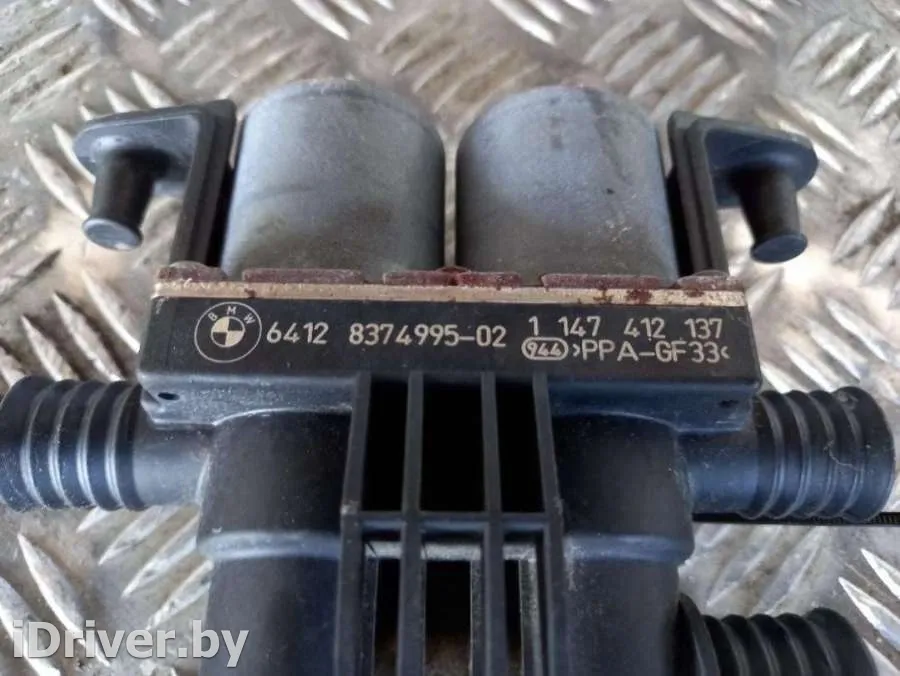 BMW 6412 8374995-02 1 147 412 137
944 >PPA-GF33<
iDriver.by